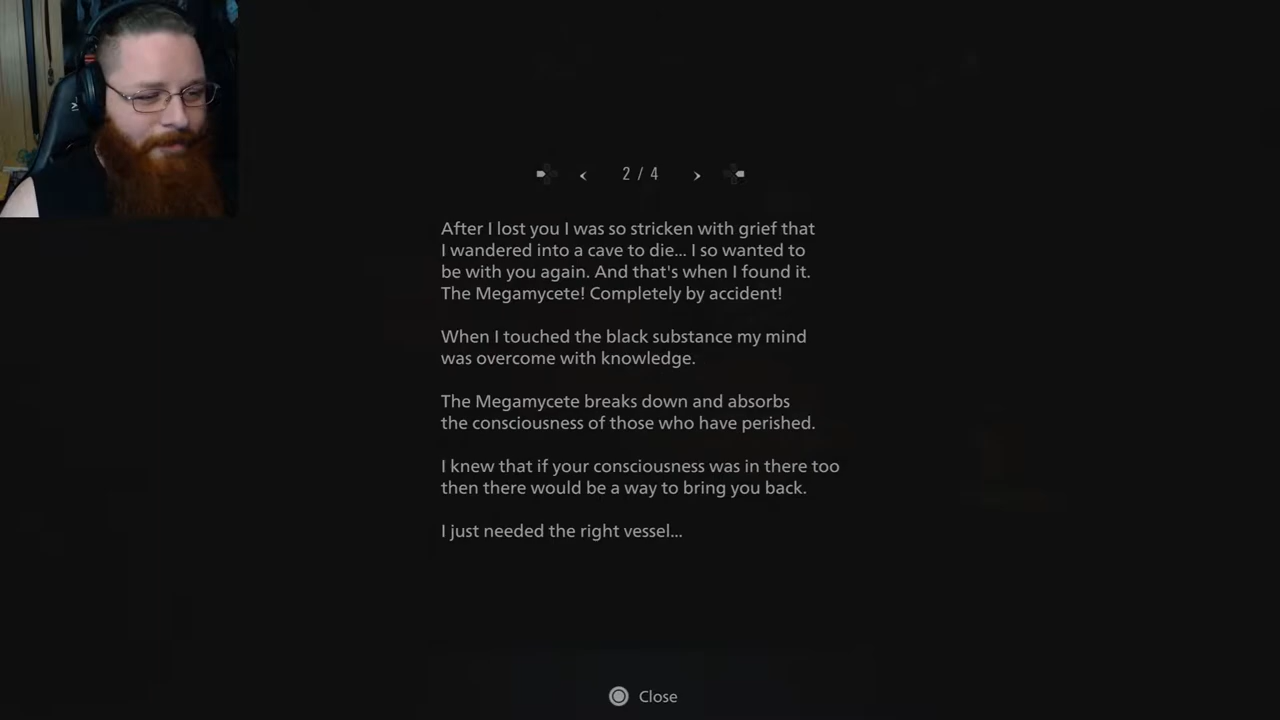 2 / 4
After I lost you I was so stricken with grief that
I wandered into a cave to die... I so wanted to
be with you again. And that's when I found it.
The Megamycete! Completely by accident!
When I touched the black substance my mind
was overcome with knowledge.
The Megamycete breaks down and absorbs
the consciousness of those who have perished.
I knew that if your consciousness was in there too
then there would be a way to bring you back.
I just needed the right vessel...
Close